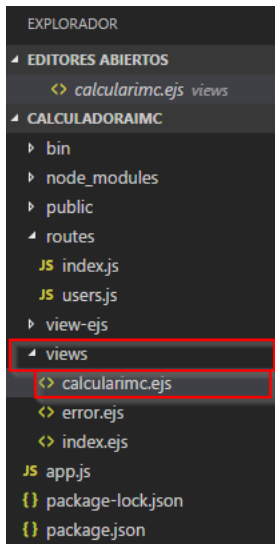 EXPLORADOR
EDITORES ABIERTOS
<> calcularimc.ejs views
CALCULADORAIMC
bin
node_modules
public
routes
JS index.js
JS users.js
view-ejs
views
<> calcularimc.ejs
<> error.ejs
<> index.ejs
JS app.js
{} package-lock.json
{} package.json